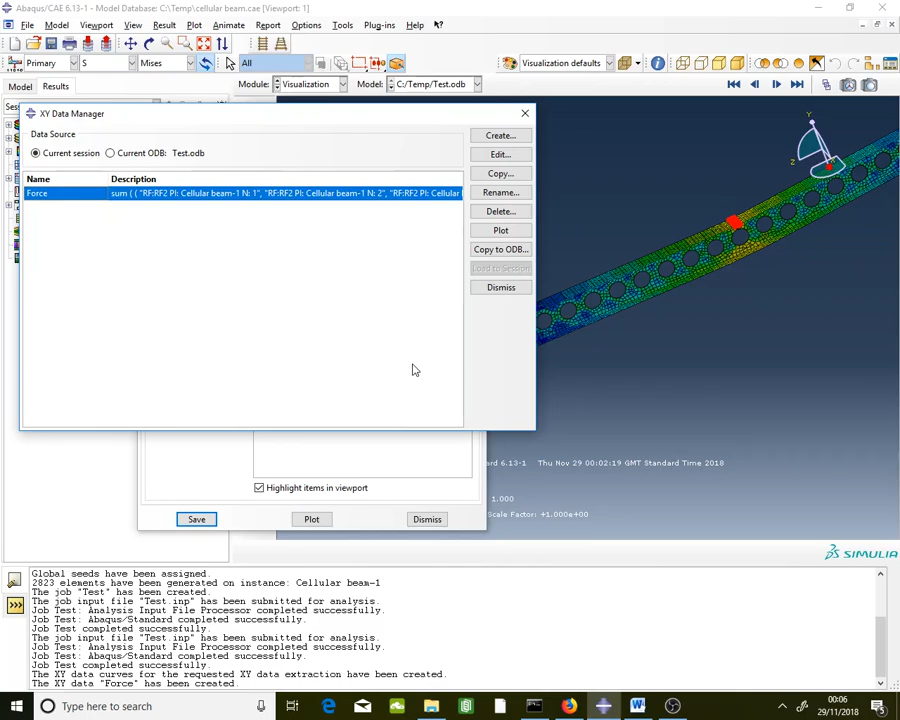 Abaqus/CAE 6.13-1 - Model Database: C:\Temp\cellular beam.cae [Viewport: 1]
File Model Viewport View Result Plot Animate Report Options Tools Plug-ins Help
Primary S Mises All Visualization defaults
Model Results Module: Visualization Model: C:/Temp/Test.odb
XY Data Manager
Data Source
Current session Current ODB: Test.odb
Name Description
Force sum ( ( "RF:RF2 PI: Cellular beam-1 N: 1", "RF:RF2 PI: Cellular beam-1 N: 2", "RF:RF2 PI: Cellular l
Create...
Edit...
Copy...
Rename...
Delete...
Plot
Copy to ODB...
Load to Session
Dismiss
Y
Z
ard 6.13-1 Thu Nov 29 00:02:19 GMT Standard Time 2018
1.000
Scale Factor: +1.000e+00
Highlight items in viewport
Save Plot Dismiss
SIMULIA
Global seeds have been assigned.
2823 elements have been generated on instance: Cellular beam-1
The job "Test" has been created.
The job input file "Test.inp" has been submitted for analysis.
Job Test: Analysis Input File Processor completed successfully.
Job Test: Abaqus/Standard completed successfully.
Job Test completed successfully.
The job input file "Test.inp" has been submitted for analysis.
Job Test: Analysis Input File Processor completed successfully.
Job Test: Abaqus/Standard completed successfully.
Job Test completed successfully.
The XY data curves for the requested XY data extraction have been created.
The XY data "Force" has been created.
>>>
Type here to search
00:06
29/11/2018